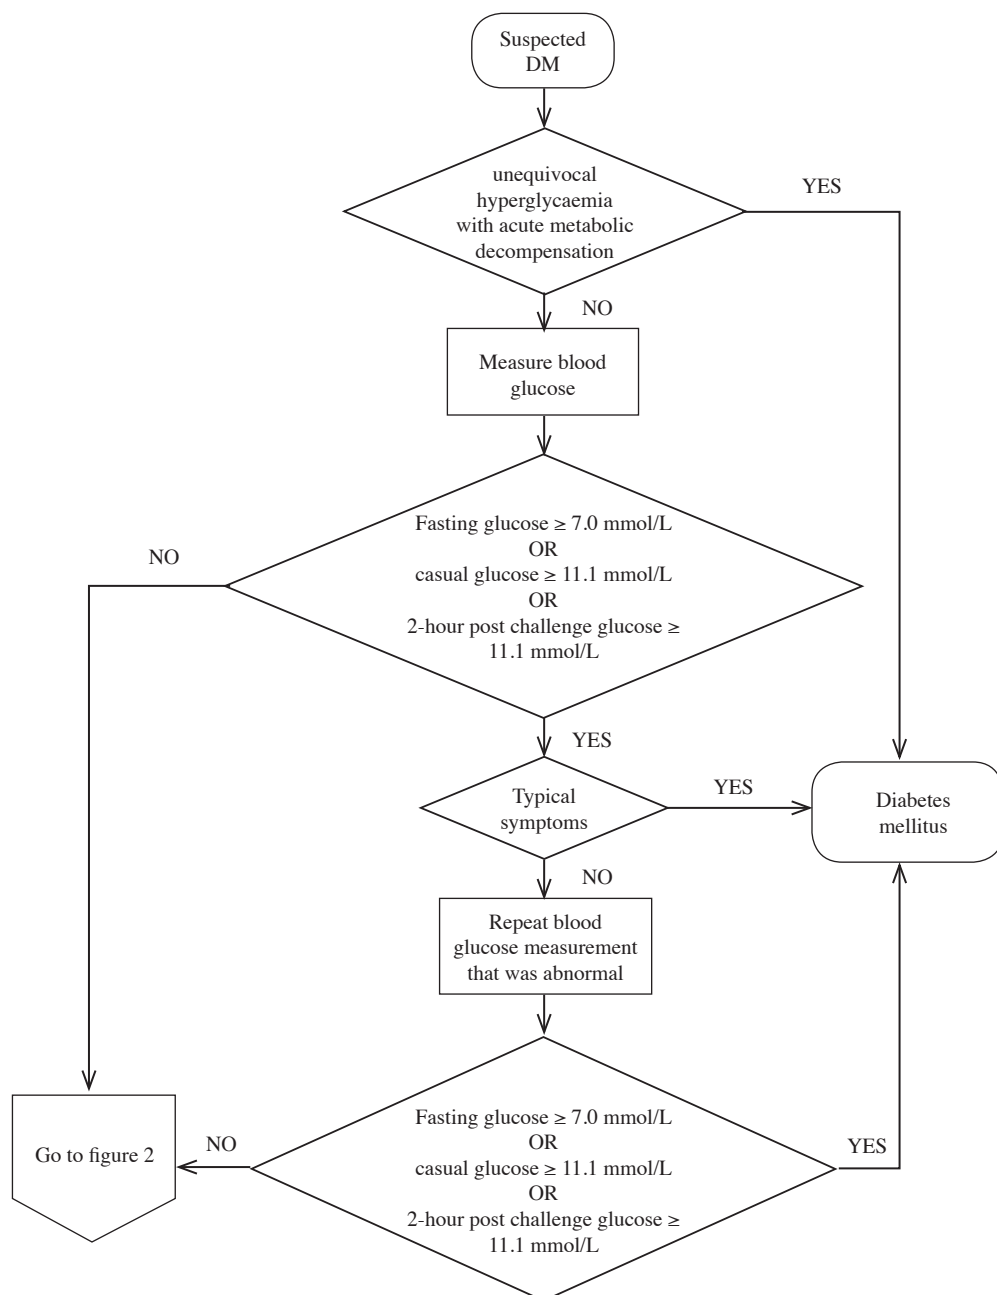 Suspected
DM
unequivocal
hyperglycaemia
with acute metabolic
decompensation
YES
NO
Measure blood
glucose
Fasting glucose ≥ 7.0 mmol/L
OR
casual glucose ≥ 11.1 mmol/L
OR
2-hour post challenge glucose ≥
11.1 mmol/L
NO
YES
Typical
symptoms
YES
Diabetes
mellitus
NO
Repeat blood
glucose measurement
that was abnormal
Fasting glucose ≥ 7.0 mmol/L
OR
casual glucose ≥ 11.1 mmol/L
OR
2-hour post challenge glucose ≥
11.1 mmol/L
YES
NO
Go to figure 2